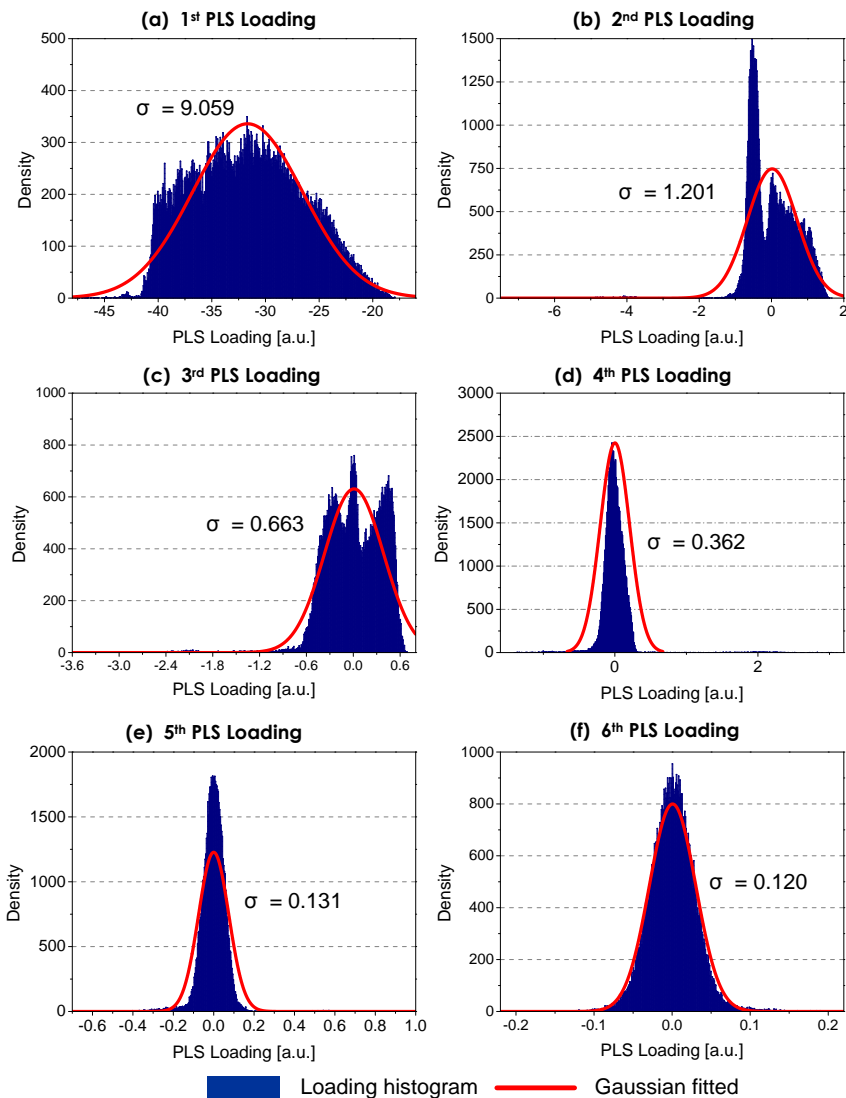 (a) 1st PLS Loading
500
400
300
200
100
0
Density
σ = 9.059
-45 -40 -35 -30 -25 -20
PLS Loading [a.u.]
(b) 2nd PLS Loading
1500
1250
1000
750
500
250
0
Density
σ = 1.201
-6 -4 -2 0 2
PLS Loading [a.u.]
(c) 3rd PLS Loading
1000
800
600
400
200
0
Density
σ = 0.663
-3.6 -3.0 -2.4 -1.8 -1.2 -0.6 0.0 0.6
PLS Loading [a.u.]
(d) 4th PLS Loading
3000
2500
2000
1500
1000
500
0
Density
σ = 0.362
0 2
PLS Loading [a.u.]
(e) 5th PLS Loading
2000
1500
1000
500
0
Density
σ = 0.131
-0.6 -0.4 -0.2 0.0 0.2 0.4 0.6 0.8 1.0
PLS Loading [a.u.]
(f) 6th PLS Loading
1000
800
600
400
200
0
Density
σ = 0.120
-0.2 -0.1 0.0 0.1 0.2
PLS Loading [a.u.]
Loading histogram Gaussian fitted